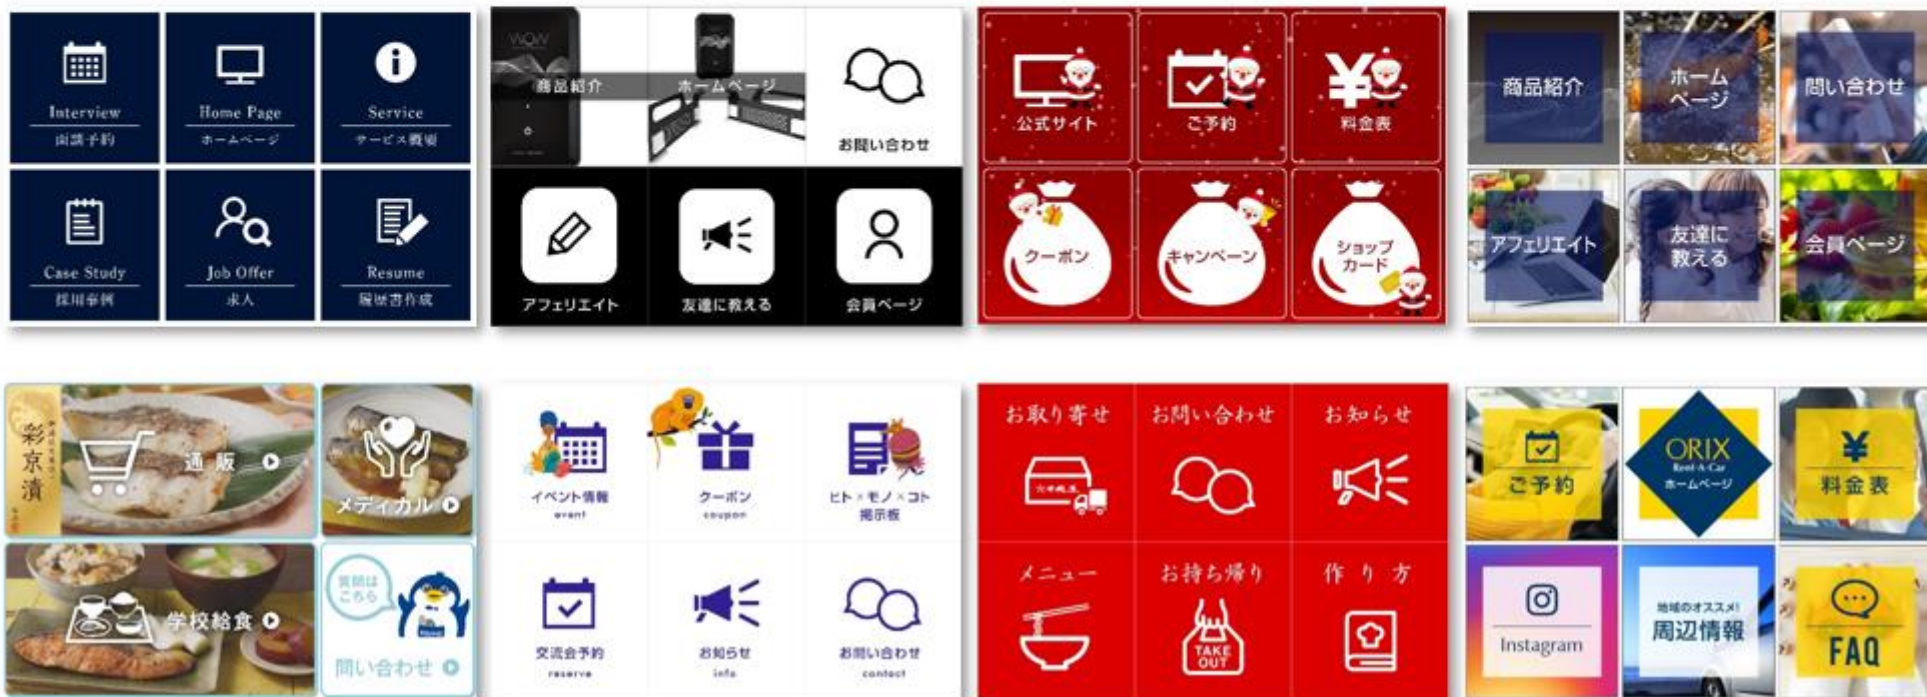 Interview
面談予約
Home Page
ホームページ
Service
サービス概要
Case Study
採用事例
Job Offer
求人
Resume
履歴書作成
WOW
商品紹介
ホームページ
お問い合わせ
アフェリエイト
友達に教える
会員ページ
公式サイト
ご予約
料金表
クーポン
キャンペーン
ショップ
カード
商品紹介
ホーム
ページ
問い合わせ
アフェリエイト
友達に
教える
会員ページ
彩京漬
通販
メディカル
学校給食
質問は
こちら
問い合わせ
イベント情報
event
クーポン
coupon
ヒト×モノ×コト
掲示板
交流会予約
reserve
お知らせ
info
お問い合わせ
contact
お取り寄せ
お問い合わせ
お知らせ
メニュー
お持ち帰り
TAKE
OUT
作り方
ご予約
ORIX
Rent-A-Car
ホームページ
料金表
Instagram
地域のオススメ!
周辺情報
FAQ